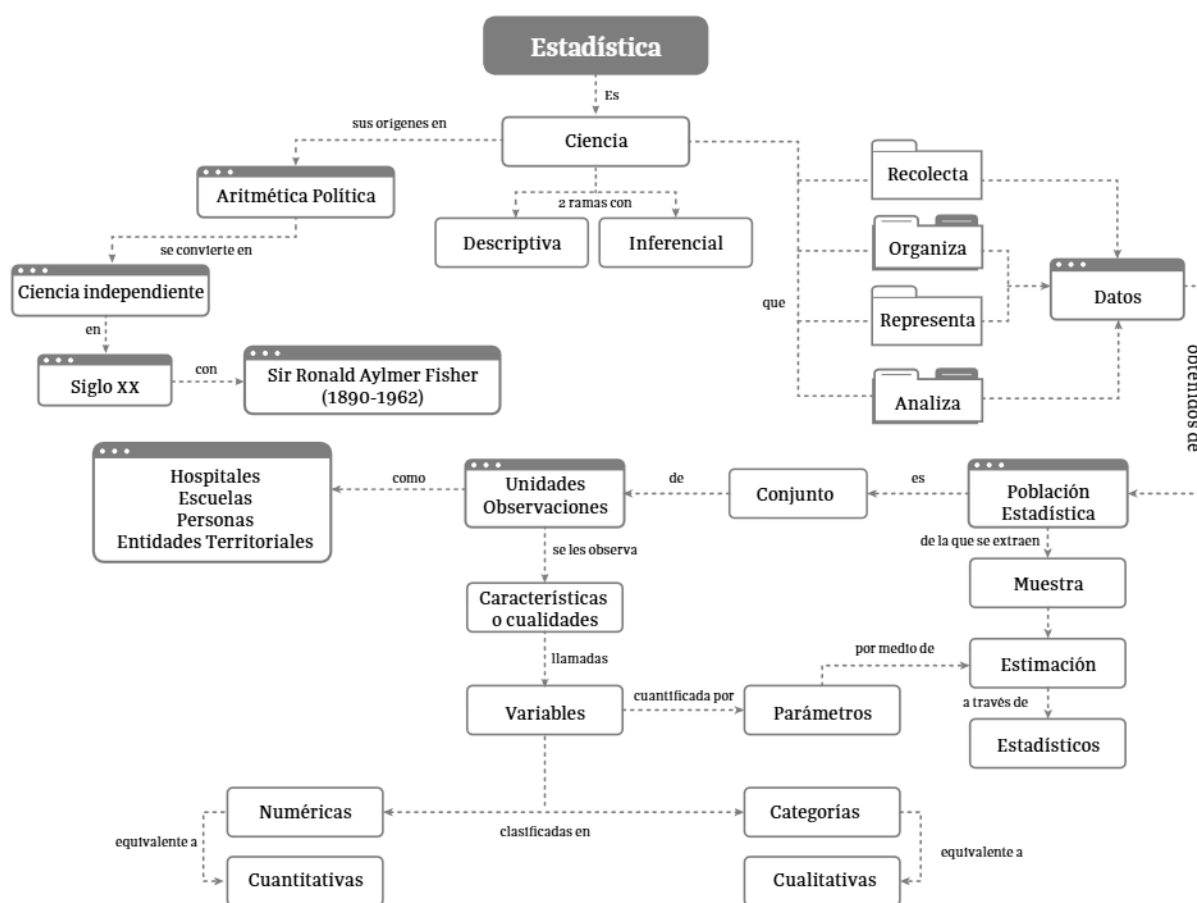 Estadística
Es
sus orígenes en
Ciencia
Aritmética Política
2 ramas con
Descriptiva
Inferencial
se convierte en
Ciencia independiente
en
Siglo XX
con
Sir Ronald Aylmer Fisher
(1890-1962)
que
Recolecta
Organiza
Representa
Analiza
Datos
obtenidos de
Población
Estadística
es
Conjunto
de
Unidades
Observaciones
como
Hospitales
Escuelas
Personas
Entidades Territoriales
de la que se extraen
Muestra
Estimación
a través de
Estadísticos
se les observa
Características
o cualidades
llamadas
Variables
cuantificada por
Parámetros
por medio de
clasificadas en
Numéricas
equivalente a
Cuantitativas
Categorías
equivalente a
Cualitativas